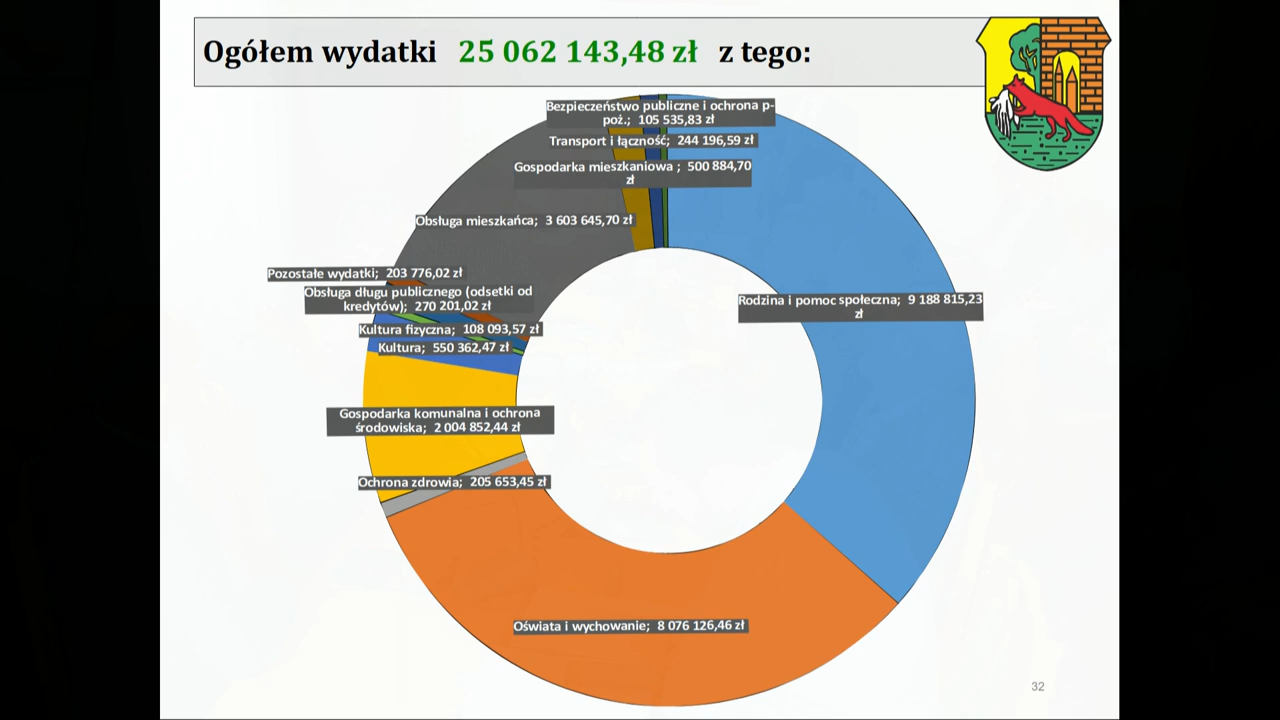 Ogółem wydatki 25 062 143,48 zł z tego:
Bezpieczeństwo publiczne i ochrona p-
poż.; 105 535,83 zł
Transport i łączność; 244 196,59 zł
Gospodarka mieszkaniowa ; 500 884,70
zł
Obsługa mieszkańca; 3 603 645,70 zł
Pozostałe wydatki; 203 776,02 zł
Obsługa długu publicznego (odsetki od
kredytów); 270 201,02 zł
Rodzina i pomoc społeczna; 9 188 815,23
zł
Kultura fizyczna; 108 093,57 zł
Kultura; 550 362,47 zł
Gospodarka komunalna i ochrona
środowiska; 2 004 852,44 zł
Ochrona zdrowia; 205 653,45 zł
Oświata i wychowanie; 8 076 126,46 zł
32